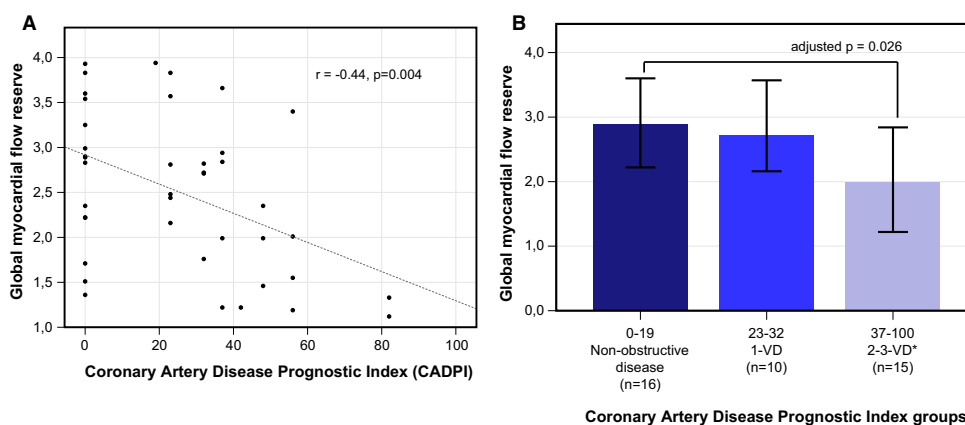 A
Global myocardial flow reserve
4,0
3,5
3,0
2,5
2,0
1,5
1,0
r = -0.44, p=0.004
0
20
40
60
80
100
Coronary Artery Disease Prognostic Index (CADPI)
B
Global myocardial flow reserve
4,0
3,0
2,0
1,0
0,0
adjusted p = 0.026
0-19
Non-obstructive
disease
(n=16)
23-32
1-VD
(n=10)
37-100
2-3-VD*
(n=15)
Coronary Artery Disease Prognostic Index groups